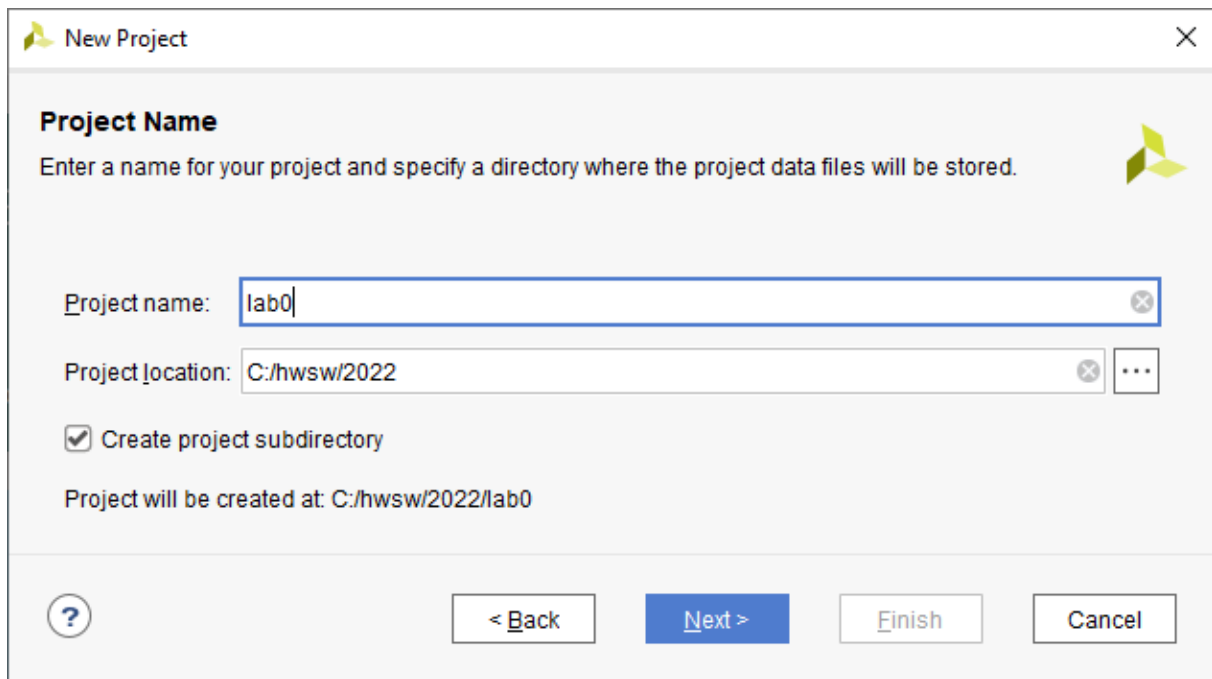 New Project
Project Name
Enter a name for your project and specify a directory where the project data files will be stored.
Project name: lab0
Project location: C:/hwsw/2022 ...
Create project subdirectory
Project will be created at: C:/hwsw/2022/lab0
? < Back Next > Finish Cancel